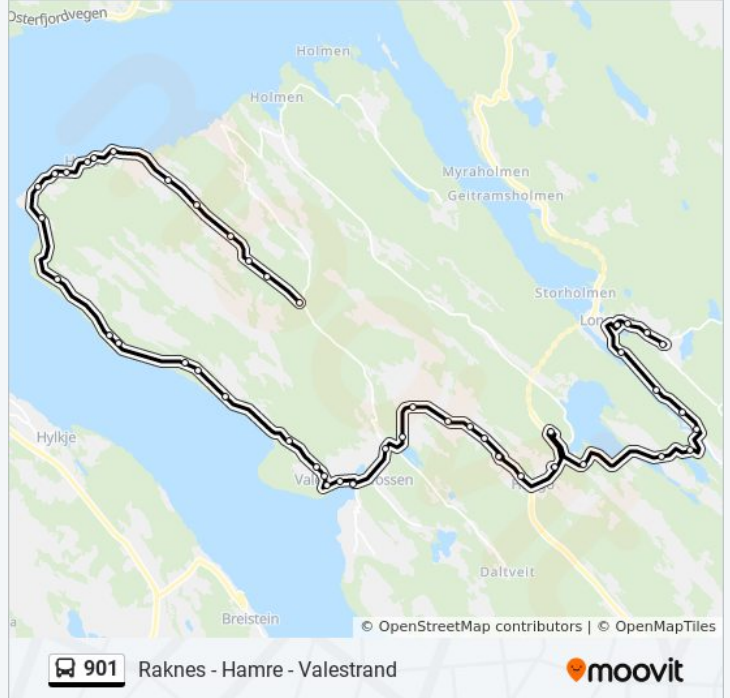 Osterfjordvegen
Holmen
Holmen
Myraholmen
Geitramsholmen
Storholmen
Hylkje
Daltveit
Breistein
© OpenStreetMap contributors | © OpenMapTiles
901 Raknes - Hamre - Valestrand
moovit